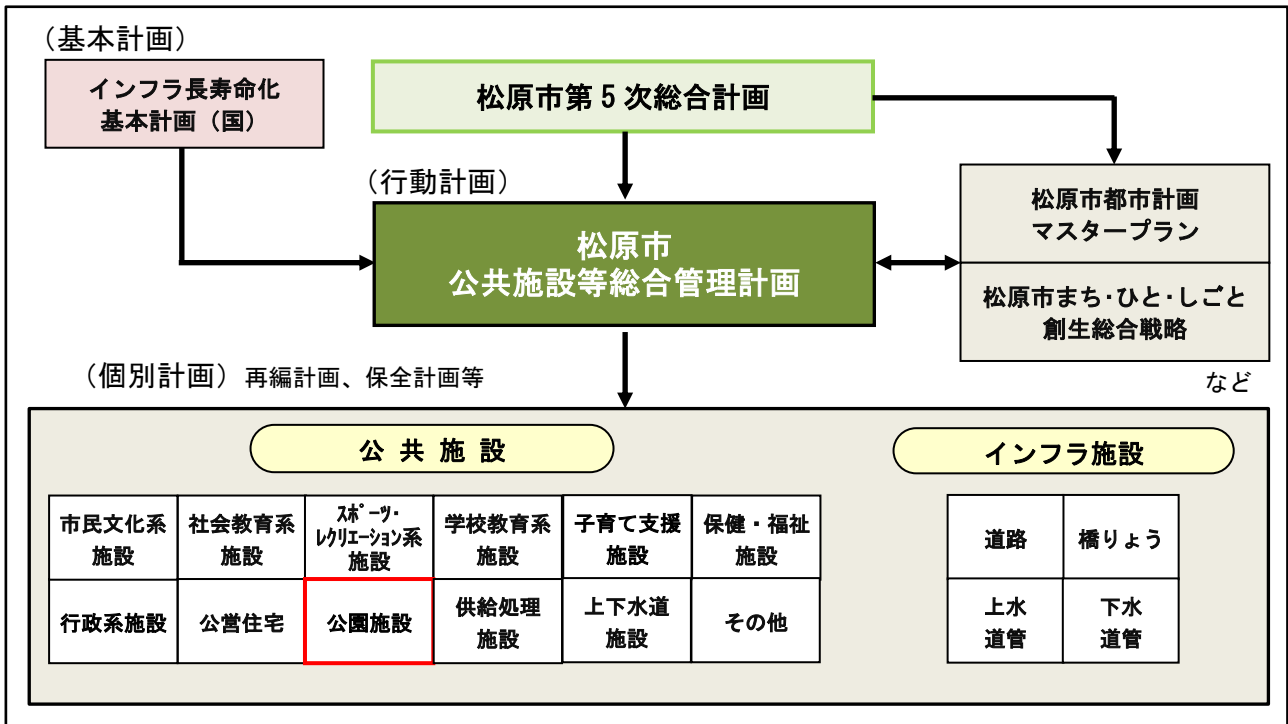 （基本計画）
インフラ長寿命化
基本計画（国）
松原市第５次総合計画
（行動計画）
松原市
公共施設等総合管理計画
松原市都市計画
マスタープラン
松原市まち・ひと・しごと
創生総合戦略
など
（個別計画）再編計画、保全計画等
公 共 施 設
市民文化系
施設
社会教育系
施設
ｽﾎﾟｰﾂ・
ﾚｸﾘｴｰｼｮﾝ系
施設
学校教育系
施設
子育て支援
施設
保健・福祉
施設
行政系施設
公営住宅
公園施設
供給処理
施設
上下水道
施設
その他
インフラ施設
道路
橋りょう
上水
道管
下水
道管